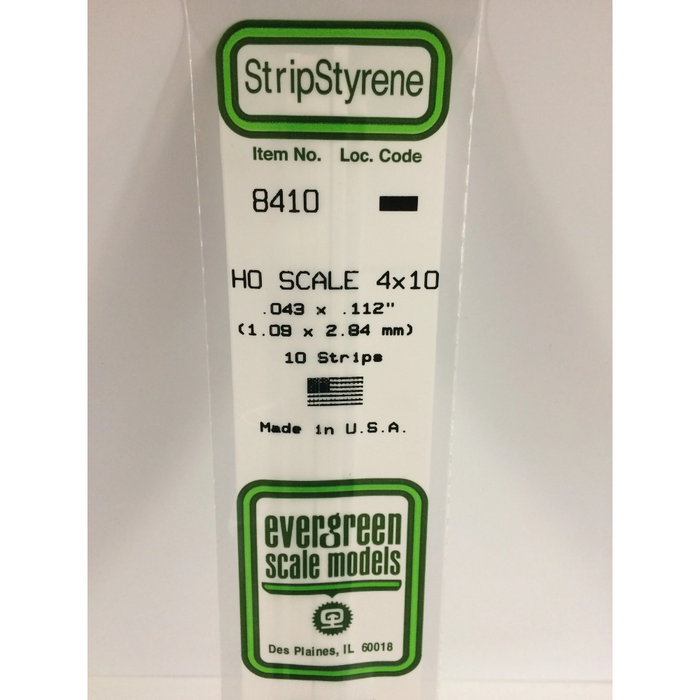 StripStyrene
Item No. Loc. Code
8410
HO SCALE 4x10
.043 x .112"
(1.09 x 2.84 mm)
10 Strips
Made in U.S.A.
evergreen
scale models
Des Plaines, IL 60018